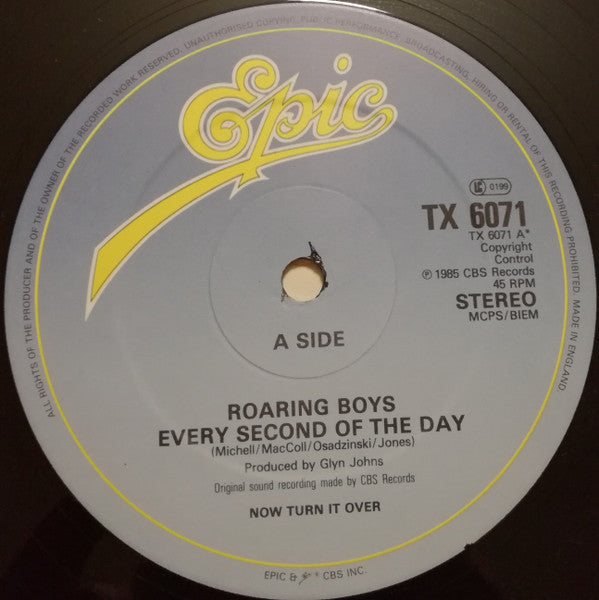 ALL RIGHTS OF THE PRODUCER AND OF THE OWNER OF THE RECORDED WORK RESERVED. UNAUTHORISED COPYING, PUBLIC PERFORMANCE, BROADCASTING, HIRING OR RENTAL OF THIS RECORDING PROHIBITED. MADE IN ENGLAND.
Epic
LC 0199
TX 6071
TX 6071 A*
Copyright
Control
℗ 1985 CBS Records
45 RPM
STEREO
MCPS/BIEM
A SIDE
ROARING BOYS
EVERY SECOND OF THE DAY
(Michell/MacColl/Osadzinski/Jones)
Produced by Glyn Johns
Original sound recording made by CBS Records
NOW TURN IT OVER
EPIC & Epic * CBS INC.